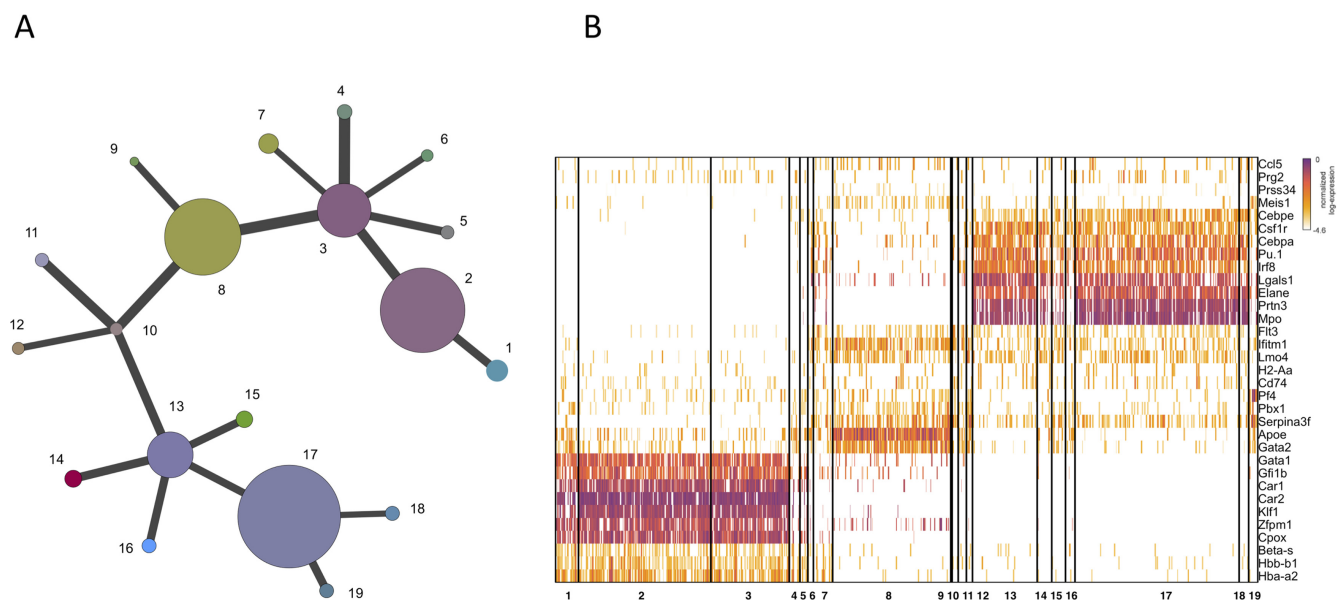 A
B
4
7
6
9
5
11
3
2
8
12
10
1
13
15
14
17
18
16
19
Ccl5
Prg2
Prss34
Meis1
Cebpe
Csf1r
Cebpa
Pu.1
Irf8
Lgals1
Elane
Prtn3
Mpo
Flt3
Ifitm1
Lmo4
H2-Aa
Cd74
Pf4
Pbx1
Serpina3f
Apoe
Gata2
Gata1
Gfi1b
Car1
Car2
Klf1
Zfpm1
Cpox
Beta-s
Hbb-b1
Hba-a2
0
-4.6
normalized
log-expression
1 2 3 4 5 6 7 8 9 10 11 12 13 14 15 16 17 18 19